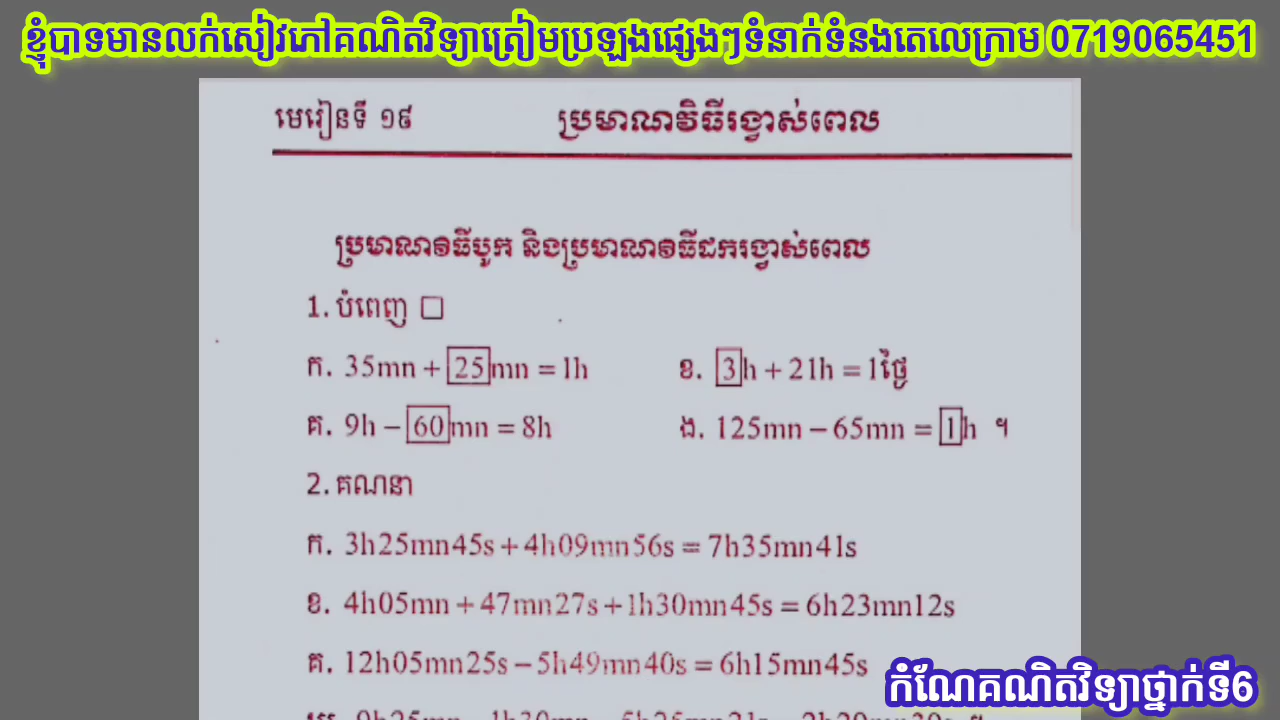 ខ្ញុំបាទមានលក់សៀវភៅគណិតវិទ្យាត្រៀមប្រឡងផ្សេងៗទំនាក់ទំនងតេលេក្រាម 0719065451
មេរៀនទី ១៩ ប្រមាណវិធីរង្វាស់ពេល
ប្រមាណវិធីបូក និងប្រមាណវិធីដករង្វាស់ពេល
1. បំពេញ □
ក. 35mn + 25mn = 1h ខ. 3h + 21h = 1ថ្ងៃ
គ. 9h – 60mn = 8h ង. 125mn – 65mn = 1h ។
2. គណនា
ក. 3h25mn45s + 4h09mn56s = 7h35mn41s
ខ. 4h05mn + 47mn27s + 1h30mn45s = 6h23mn12s
គ. 12h05mn25s – 5h49mn40s = 6h15mn45s
កំណែគណិតវិទ្យាថ្នាក់ទី6